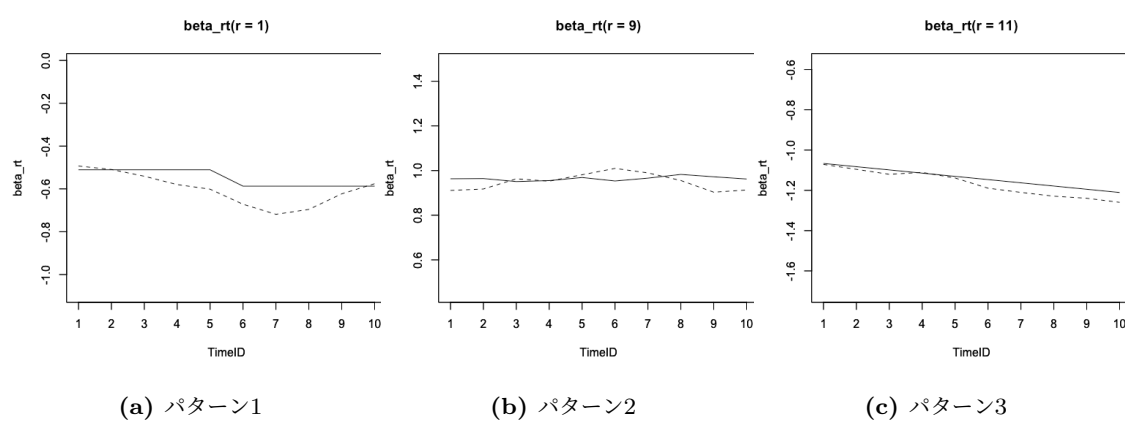 beta_rt(r = 1)
beta_rt
0.0
-0.2
-0.4
-0.6
-0.8
-1.0
1 2 3 4 5 6 7 8 9 10
TimeID
(a) パターン1
beta_rt(r = 9)
beta_rt
1.4
1.2
1.0
0.8
0.6
1 2 3 4 5 6 7 8 9 10
TimeID
(b) パターン2
beta_rt(r = 11)
beta_rt
-0.6
-0.8
-1.0
-1.2
-1.4
-1.6
1 2 3 4 5 6 7 8 9 10
TimeID
(c) パターン3